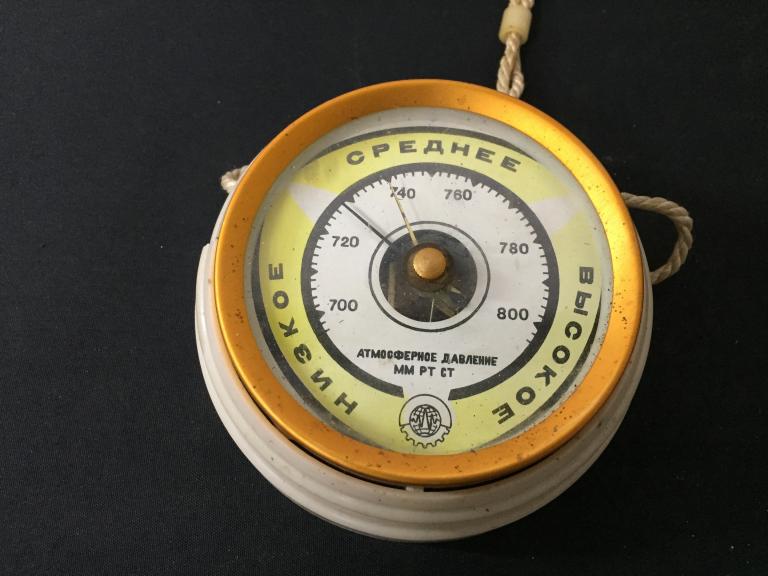 СРЕДНЕЕ
НИЗКОЕ
ВЫСОКОЕ
700
720
740
760
780
800
АТМОСФЕРНОЕ ДАВЛЕНИЕ
ММ РТ СТ